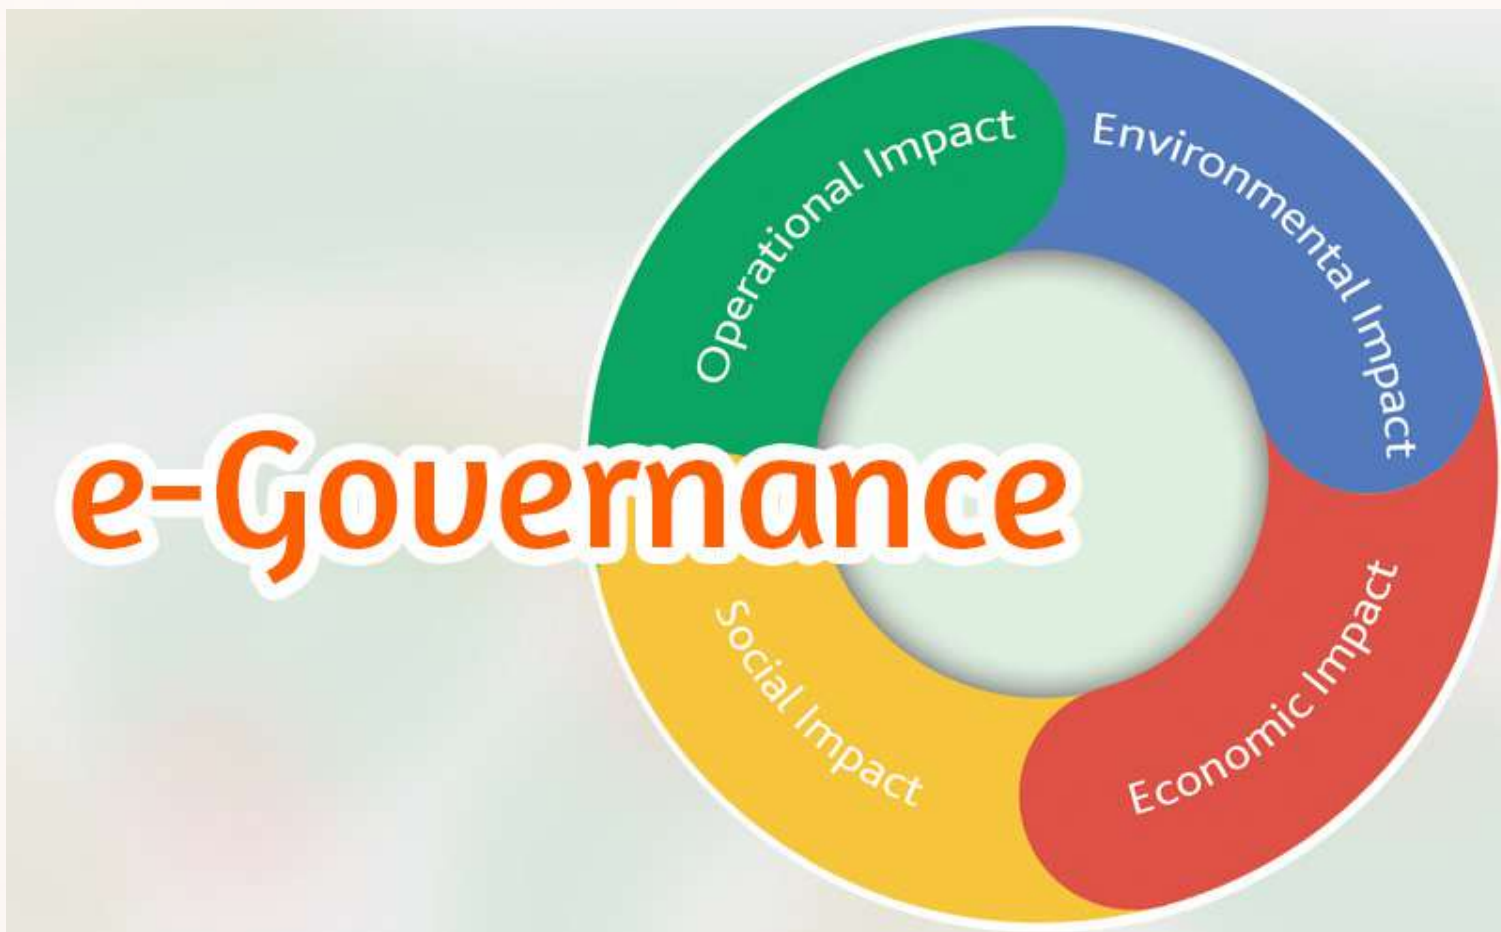 Operational Impact
Environmental Impact
e-Governance
Social Impact
Economic Impact